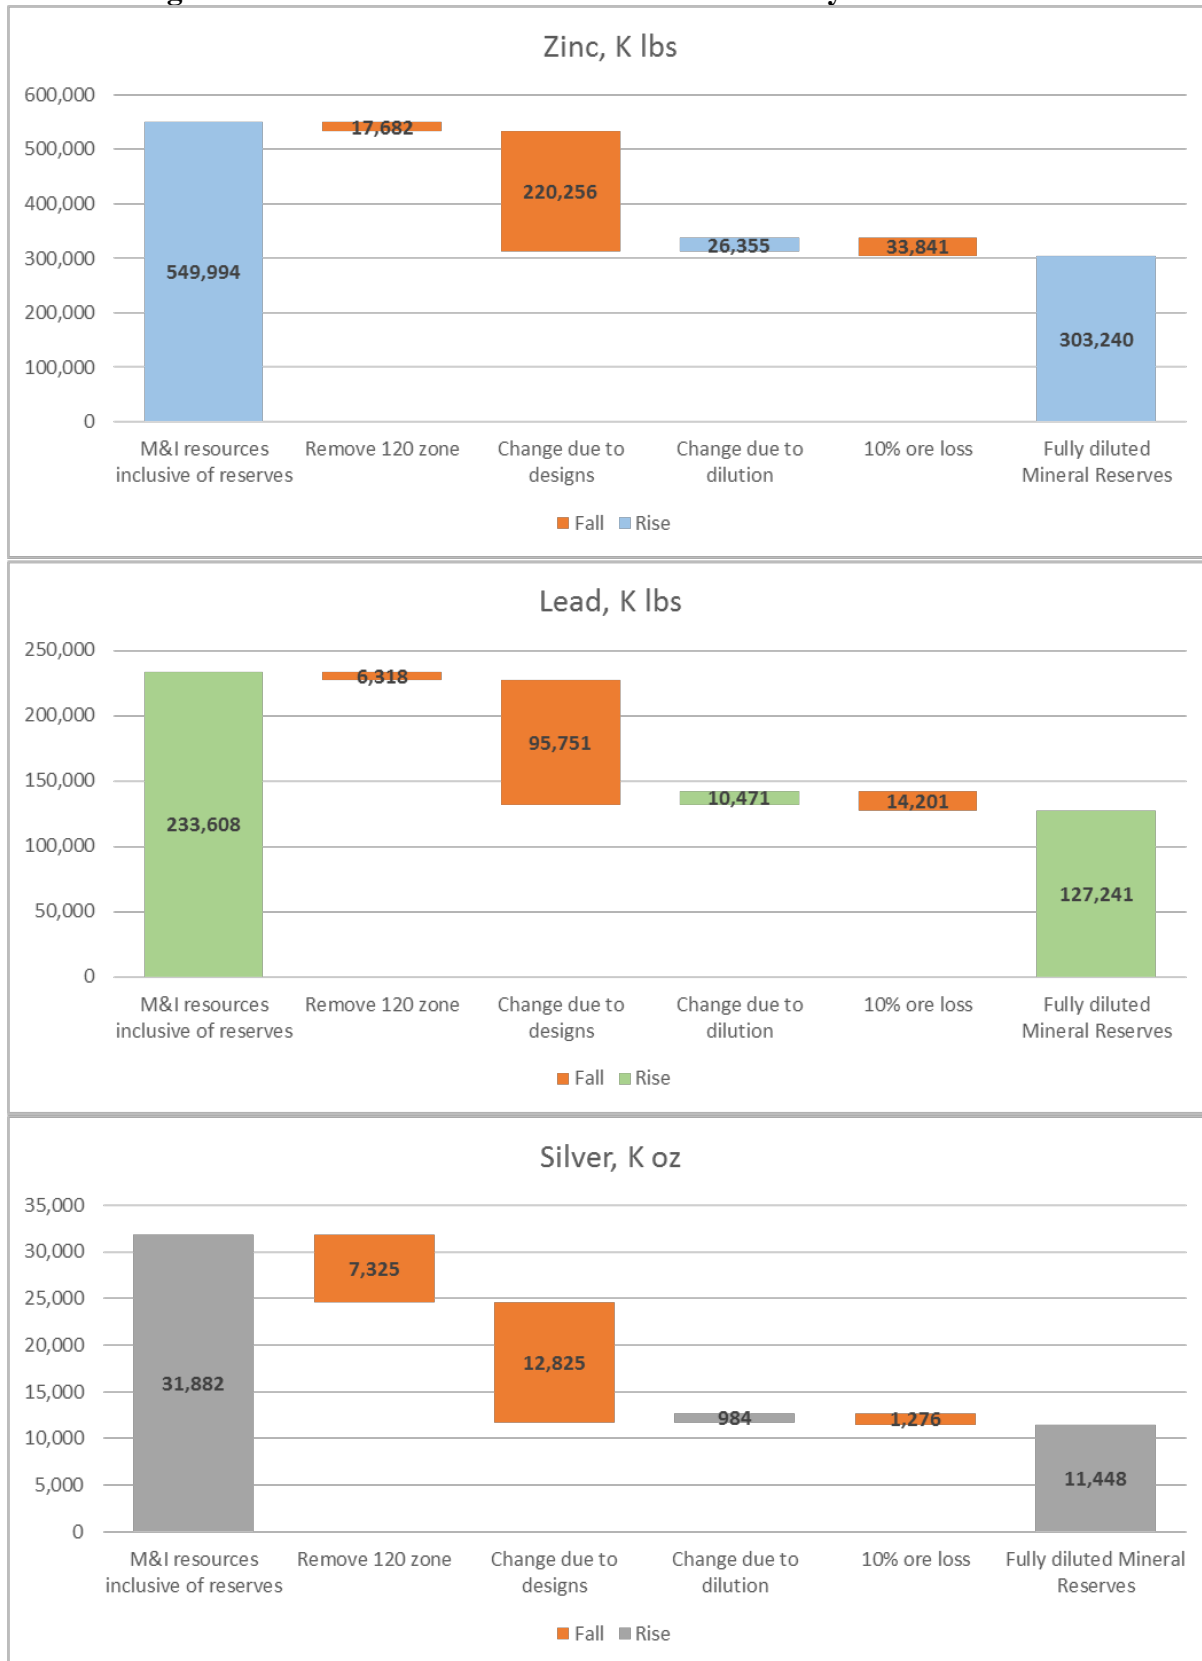 Zinc, K lbs
600,000
500,000
400,000
300,000
200,000
100,000
0
549,994
17,682
220,256
26,355
33,841
303,240
M&I resources
inclusive of reserves
Remove 120 zone
Change due to
designs
Change due to
dilution
10% ore loss
Fully diluted
Mineral Reserves
Fall Rise
Lead, K lbs
250,000
200,000
150,000
100,000
50,000
0
233,608
6,318
95,751
10,471
14,201
127,241
M&I resources
inclusive of reserves
Remove 120 zone
Change due to
designs
Change due to
dilution
10% ore loss
Fully diluted
Mineral Reserves
Fall Rise
Silver, K oz
35,000
30,000
25,000
20,000
15,000
10,000
5,000
0
31,882
7,325
12,825
984
1,276
11,448
M&I resources
inclusive of reserves
Remove 120 zone
Change due to
designs
Change due to
dilution
10% ore loss
Fully diluted Mineral
Reserves
Fall Rise